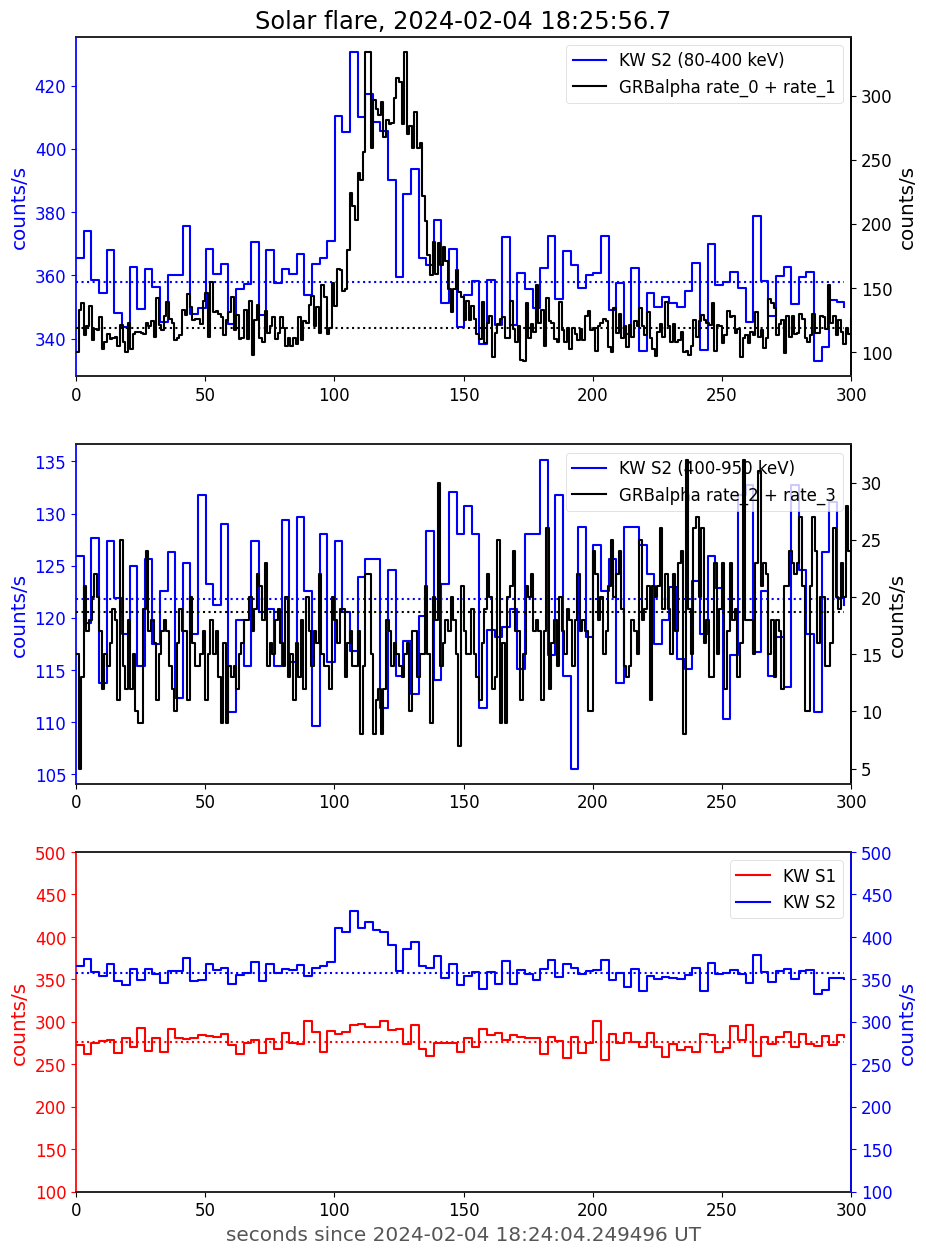 Solar flare, 2024-02-04 18:25:56.7
KW S2 (80-400 keV)
GRBalpha rate_0 + rate_1
counts/s
counts/s
420
400
380
360
340
300
250
200
150
100
0 50 100 150 200 250 300
KW S2 (400-950 keV)
GRBalpha rate_2 + rate_3
counts/s
counts/s
135
130
125
120
115
110
105
30
25
20
15
10
5
0 50 100 150 200 250 300
KW S1
KW S2
counts/s
counts/s
500
450
400
350
300
250
200
150
100
500
450
400
350
300
250
200
150
100
0 50 100 150 200 250 300
seconds since 2024-02-04 18:24:04.249496 UT